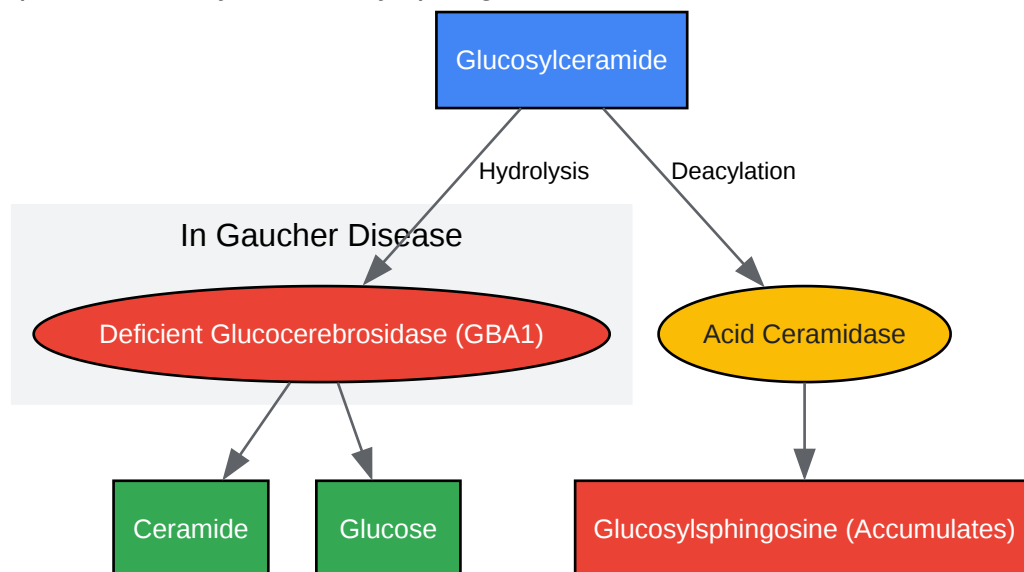 Glucosylceramide
Hydrolysis
Deacylation
In Gaucher Disease
Deficient Glucocerebrosidase (GBA1)
Acid Ceramidase
Ceramide
Glucose
Glucosylsphingosine (Accumulates)